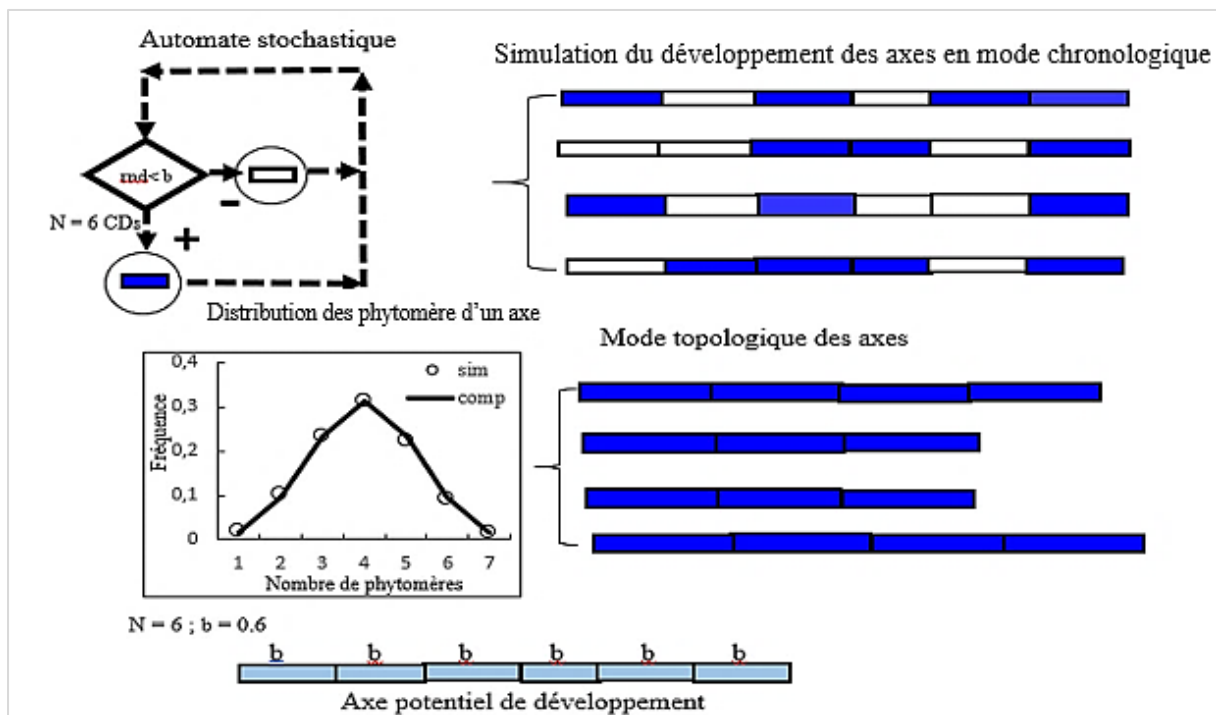 Automate stochastique
Simulation du développement des axes en mode chronologique
rnd< b
-
N = 6 CDs
+
Distribution des phytomère d'un axe
Mode topologique des axes
0,4
0,3
0,2
0,1
0
Fréquence
sim
comp
1 2 3 4 5 6 7
Nombre de phytomères
N = 6 ; b = 0.6
b b b b b b
Axe potentiel de développement